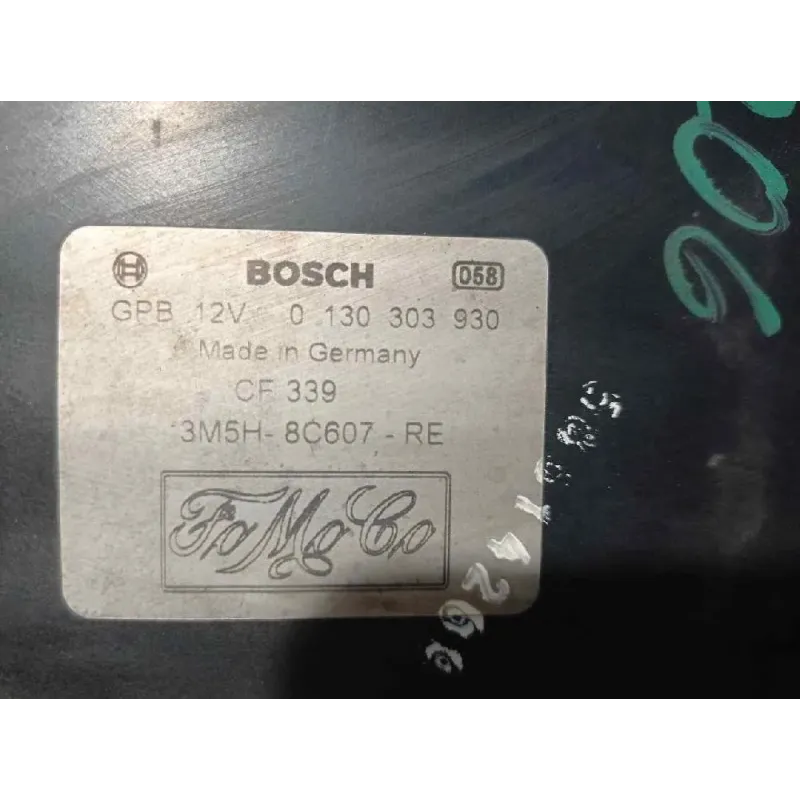 BOSCH 058
GPB 12V 0 130 303 930
Made in Germany
CF 339
3M5H-8C607-RE
FoMoCo